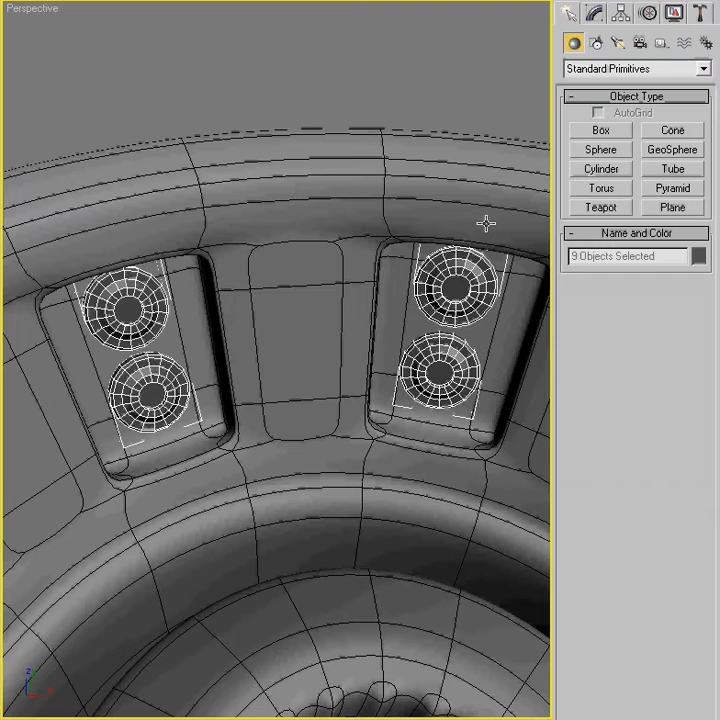 Perspective
Standard Primitives
- Object Type
AutoGrid
Box Cone
Sphere GeoSphere
Cylinder Tube
Torus Pyramid
Teapot Plane
- Name and Color
9 Objects Selected
z